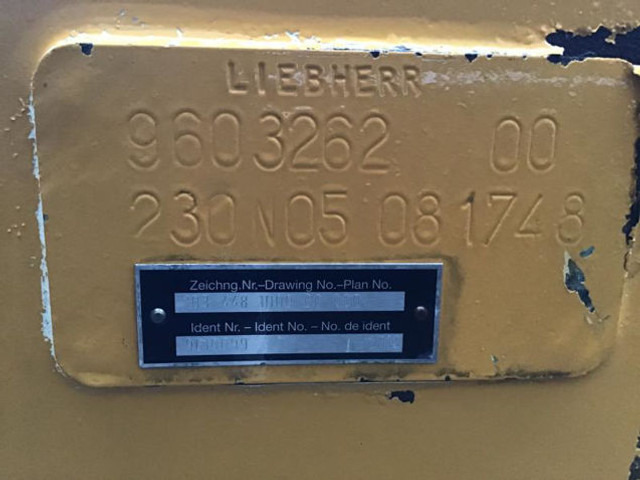 LIEBHERR
9603262 00
230N05 081748
Zeichng.Nr.-Drawing No.-Plan No.
Ident Nr. - Ident No. - No. de ident